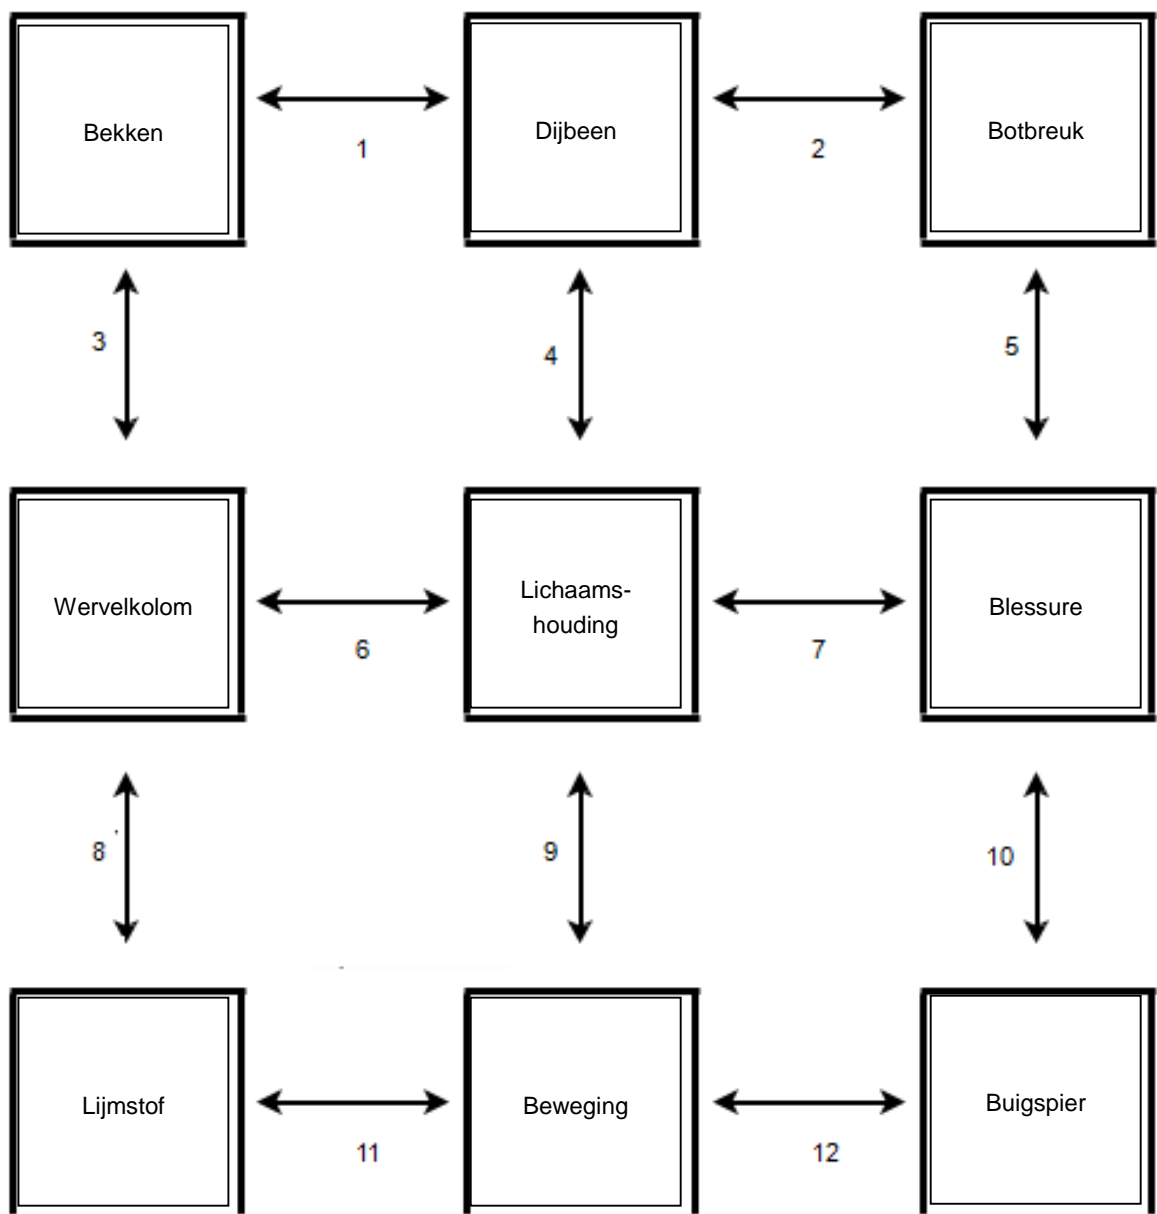 Bekken
Dijbeen
Botbreuk
1
2
3
4
5
Wervelkolom
Lichaams-
houding
Blessure
6
7
8
9
10
Lijmstof
Beweging
Buigspier
11
12